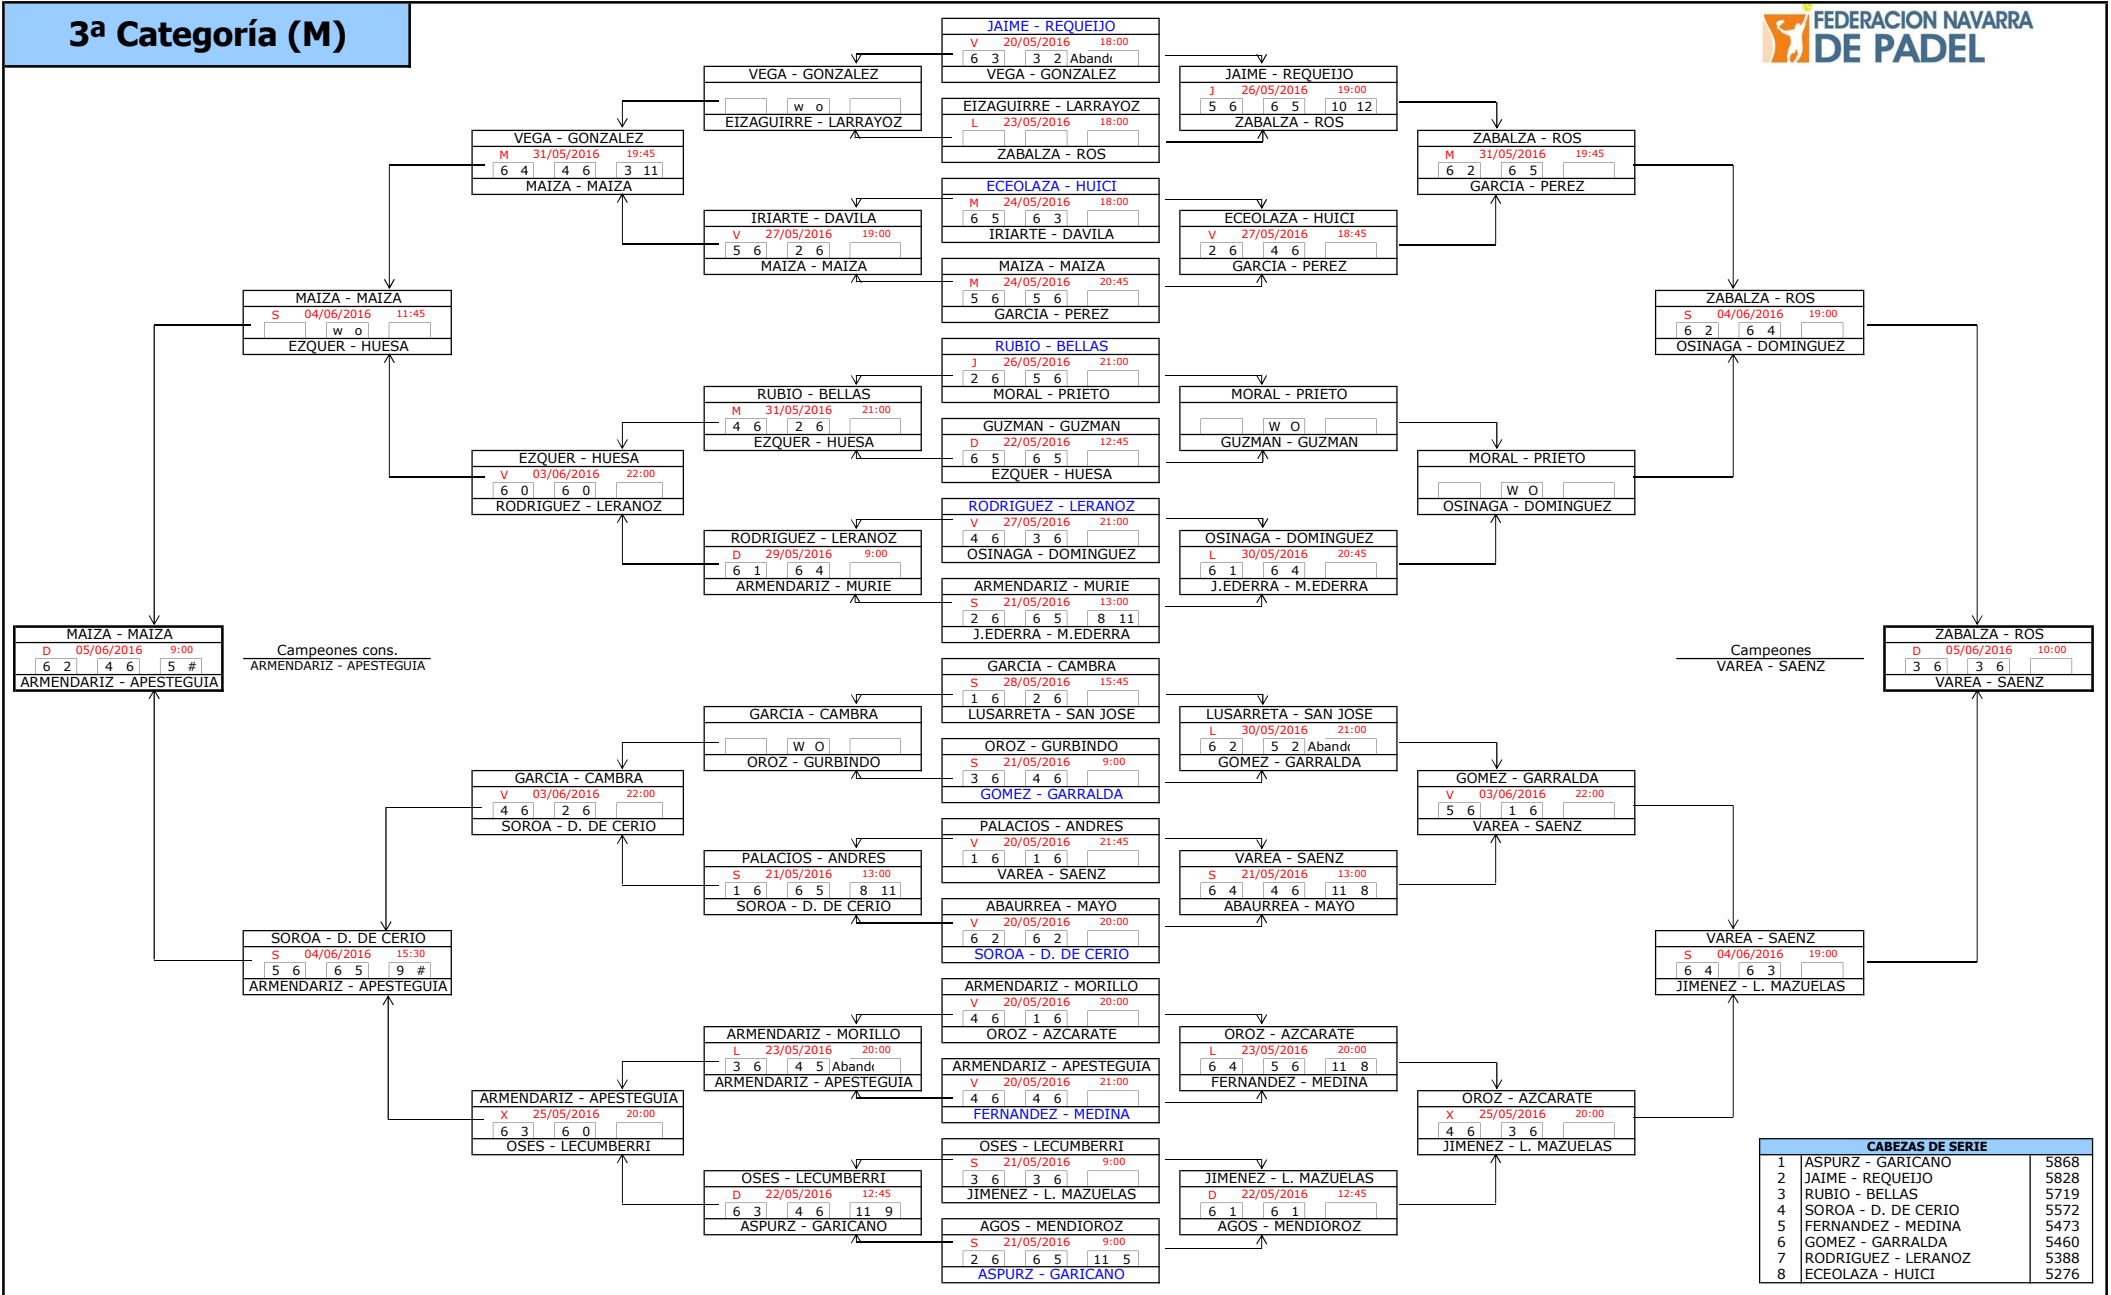 3ª Categoría (M)
FEDERACION NAVARRA
DE PADEL
MAIZA - MAIZA
D 05/06/2016 9:00
6 2 4 6 5 #
ARMENDARIZ - APESTEGUIA
Campeones cons.
ARMENDARIZ - APESTEGUIA
MAIZA - MAIZA
S 04/06/2016 11:45
w o
EZQUER - HUESA
SOROA - D. DE CERIO
S 04/06/2016 15:30
5 6 6 5 9 #
ARMENDARIZ - APESTEGUIA
VEGA - GONZALEZ
M 31/05/2016 19:45
6 4 4 6 3 11
MAIZA - MAIZA
EZQUER - HUESA
V 03/06/2016 22:00
6 0 6 0
RODRIGUEZ - LERANOZ
GARCIA - CAMBRA
V 03/06/2016 22:00
4 6 2 6
SOROA - D. DE CERIO
ARMENDARIZ - APESTEGUIA
X 25/05/2016 20:00
6 3 6 0
OSES - LECUMBERRI
VEGA - GONZALEZ
w o
EIZAGUIRRE - LARRAYOZ
IRIARTE - DAVILA
V 27/05/2016 19:00
5 6 2 6
MAIZA - MAIZA
RUBIO - BELLAS
M 31/05/2016 21:00
4 6 2 6
EZQUER - HUESA
RODRIGUEZ - LERANOZ
D 29/05/2016 9:00
6 1 6 4
ARMENDARIZ - MURIE
GARCIA - CAMBRA
W O
OROZ - GURBINDO
PALACIOS - ANDRES
S 21/05/2016 13:00
1 6 6 5 8 11
SOROA - D. DE CERIO
ARMENDARIZ - MORILLO
L 23/05/2016 20:00
3 6 4 5 Aband
ARMENDARIZ - APESTEGUIA
OSES - LECUMBERRI
D 22/05/2016 12:45
6 3 4 6 11 9
ASPURZ - GARICANO
JAIME - REQUEIJO
V 20/05/2016 18:00
6 3 3 2 Aband
VEGA - GONZALEZ
EIZAGUIRRE - LARRAYOZ
L 23/05/2016 18:00
ZABALZA - ROS
ECEOLAZA - HUICI
M 24/05/2016 18:00
6 5 6 3
IRIARTE - DAVILA
MAIZA - MAIZA
M 24/05/2016 20:45
5 6 5 6
GARCIA - PEREZ
RUBIO - BELLAS
J 26/05/2016 21:00
2 6 5 6
MORAL - PRIETO
GUZMAN - GUZMAN
D 22/05/2016 12:45
6 5 6 5
EZQUER - HUESA
RODRIGUEZ - LERANOZ
V 27/05/2016 21:00
4 6 3 6
OSINAGA - DOMINGUEZ
ARMENDARIZ - MURIE
S 21/05/2016 13:00
2 6 6 5 8 11
J.EDERRA - M.EDERRA
GARCIA - CAMBRA
S 28/05/2016 15:45
1 6 2 6
LUSARRETA - SAN JOSE
OROZ - GURBINDO
S 21/05/2016 9:00
3 6 4 6
GOMEZ - GARRALDA
PALACIOS - ANDRES
V 20/05/2016 21:45
1 6 1 6
VAREA - SAENZ
ABAURREA - MAYO
V 20/05/2016 20:00
6 2 6 2
SOROA - D. DE CERIO
ARMENDARIZ - MORILLO
V 20/05/2016 20:00
4 6 1 6
OROZ - AZCARATE
ARMENDARIZ - APESTEGUIA
V 20/05/2016 21:00
4 6 4 6
FERNANDEZ - MEDINA
OSES - LECUMBERRI
S 21/05/2016 9:00
3 6 3 6
JIMENEZ - L. MAZUELAS
AGOS - MENDIOROZ
S 21/05/2016 9:00
2 6 6 5 11 5
ASPURZ - GARICANO
JAIME - REQUEIJO
J 26/05/2016 19:00
5 6 6 5 10 12
ZABALZA - ROS
ECEOLAZA - HUICI
V 27/05/2016 18:45
2 6 4 6
GARCIA - PEREZ
MORAL - PRIETO
W O
GUZMAN - GUZMAN
OSINAGA - DOMINGUEZ
L 30/05/2016 20:45
6 1 6 4
J.EDERRA - M.EDERRA
LUSARRETA - SAN JOSE
L 30/05/2016 21:00
6 2 5 2 Aband
GOMEZ - GARRALDA
VAREA - SAENZ
S 21/05/2016 13:00
6 4 4 6 11 8
ABAURREA - MAYO
OROZ - AZCARATE
L 23/05/2016 20:00
6 4 5 6 11 8
FERNANDEZ - MEDINA
JIMENEZ - L. MAZUELAS
D 22/05/2016 12:45
6 1 6 1
AGOS - MENDIOROZ
ZABALZA - ROS
M 31/05/2016 19:45
6 2 6 5
GARCIA - PEREZ
MORAL - PRIETO
W O
OSINAGA - DOMINGUEZ
GOMEZ - GARRALDA
V 03/06/2016 22:00
5 6 1 6
VAREA - SAENZ
OROZ - AZCARATE
X 25/05/2016 20:00
4 6 3 6
JIMENEZ - L. MAZUELAS
ZABALZA - ROS
S 04/06/2016 19:00
6 2 6 4
OSINAGA - DOMINGUEZ
VAREA - SAENZ
S 04/06/2016 19:00
6 4 6 3
JIMENEZ - L. MAZUELAS
Campeones
VAREA - SAENZ
ZABALZA - ROS
D 05/06/2016 10:00
3 6 3 6
VAREA - SAENZ
CABEZAS DE SERIE
1 ASPURZ - GARICANO 5868
2 JAIME - REQUEIJO 5828
3 RUBIO - BELLAS 5719
4 SOROA - D. DE CERIO 5572
5 FERNANDEZ - MEDINA 5473
6 GOMEZ - GARRALDA 5460
7 RODRIGUEZ - LERANOZ 5388
8 ECEOLAZA - HUICI 5276